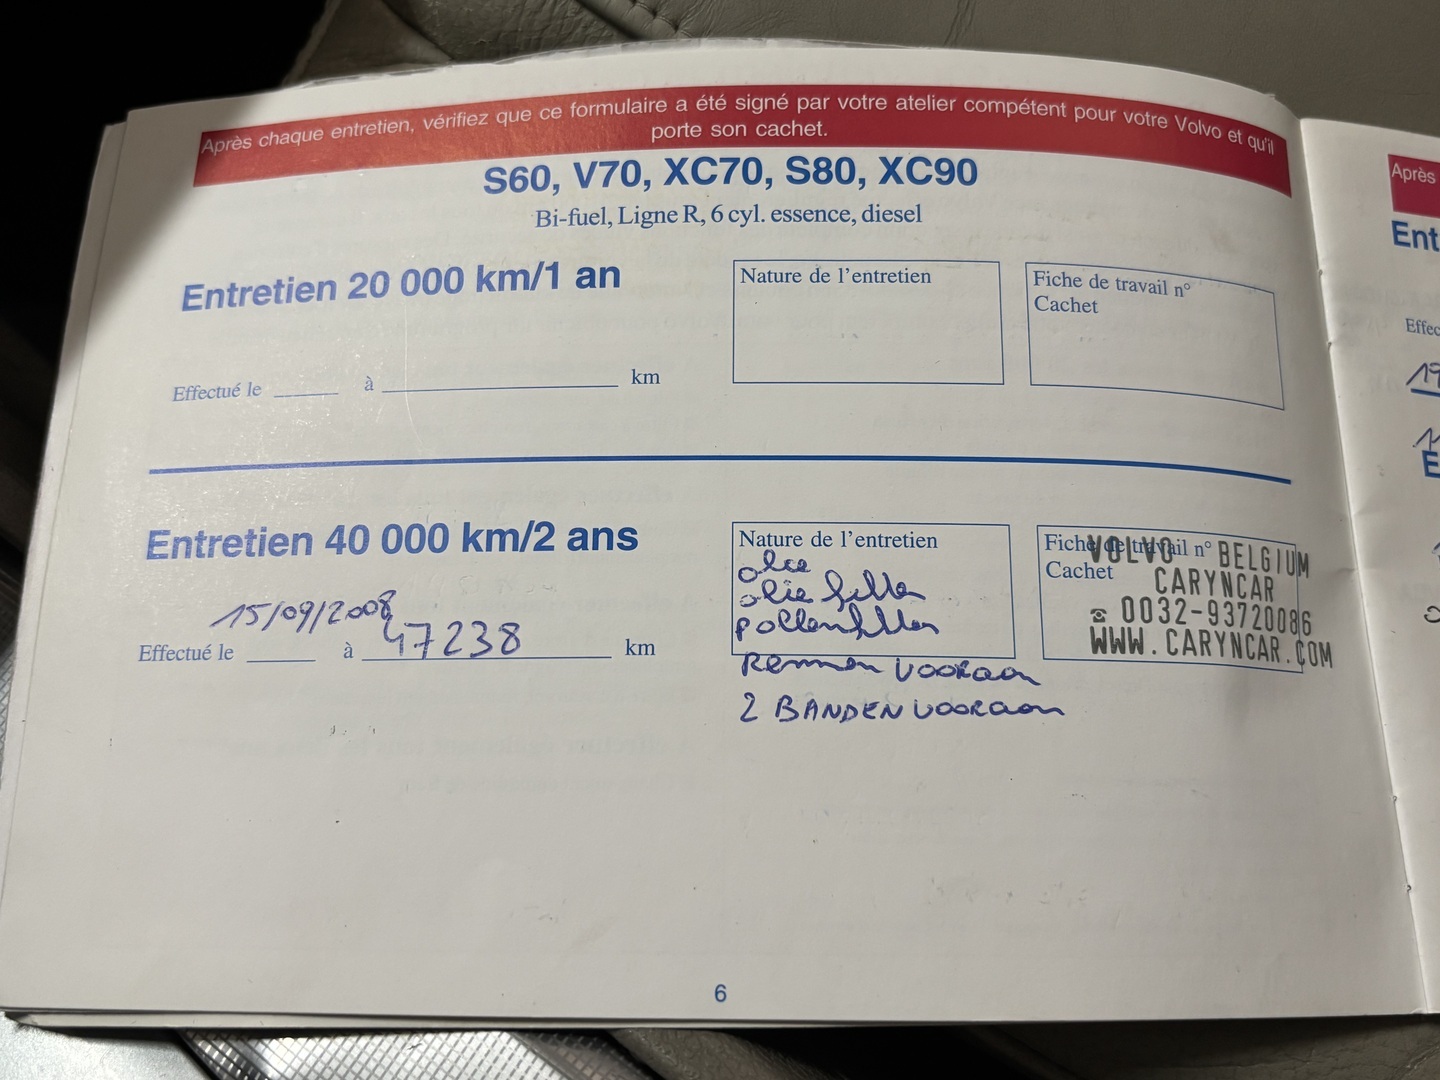 Après chaque entretien, vérifiez que ce formulaire a été signé par votre atelier compétent pour votre Volvo et qu'il
porte son cachet.
S60, V70, XC70, S80, XC90
Bi-fuel, Ligne R, 6 cyl. essence, diesel
Entretien 20 000 km/1 an
Nature de l'entretien
Fiche de travail n°
Cachet
Effectué le à km
Entretien 40 000 km/2 ans
15/09/2008
Effectué le à 47238 km
Nature de l'entretien
olie
olie filter
pollenfilter
Remmen vooraan
2 BANDEN vooraan
Fiche de travail n°
Cachet
VOLVO BELGIUM
CARYNCAR
☎ 0032-93720086
WWW.CARYNCAR.COM
6
Après
Ent
Effec
19
E